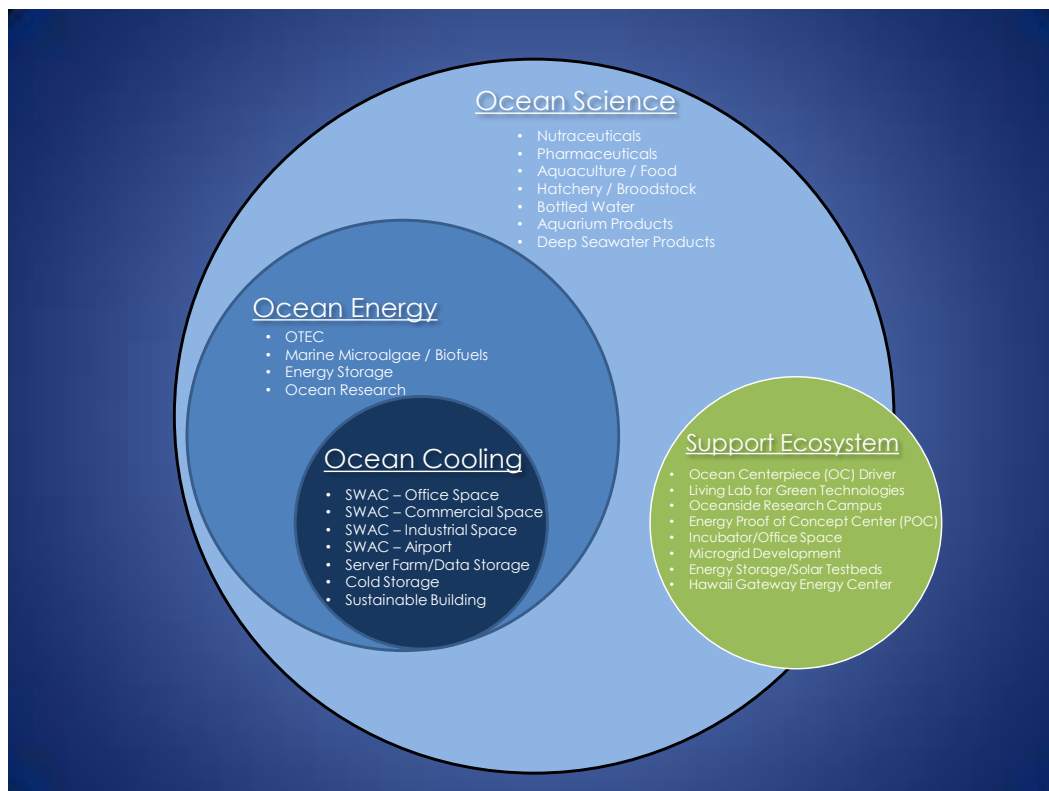 Ocean Science
• Nutraceuticals
• Pharmaceuticals
• Aquaculture / Food
• Hatchery / Broodstock
• Bottled Water
• Aquarium Products
• Deep Seawater Products
Ocean Energy
• OTEC
• Marine Microalgae / Biofuels
• Energy Storage
• Ocean Research
Ocean Cooling
• SWAC – Office Space
• SWAC – Commercial Space
• SWAC – Industrial Space
• SWAC – Airport
• Server Farm/Data Storage
• Cold Storage
• Sustainable Building
Support Ecosystem
• Ocean Centerpiece (OC) Driver
• Living Lab for Green Technologies
• Oceanside Research Campus
• Energy Proof of Concept Center (POC)
• Incubator/Office Space
• Microgrid Development
• Energy Storage/Solar Testbeds
• Hawaii Gateway Energy Center